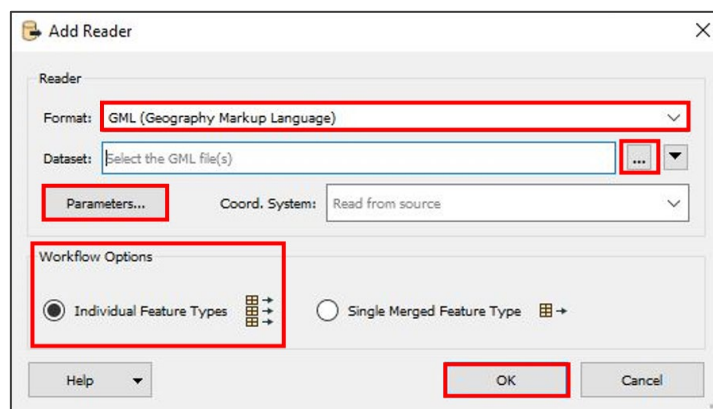 Add Reader
Reader
Format: GML (Geography Markup Language)
Dataset: Select the GML file(s) ...
Parameters... Coord. System: Read from source
Workflow Options
Individual Feature Types Single Merged Feature Type
Help OK Cancel